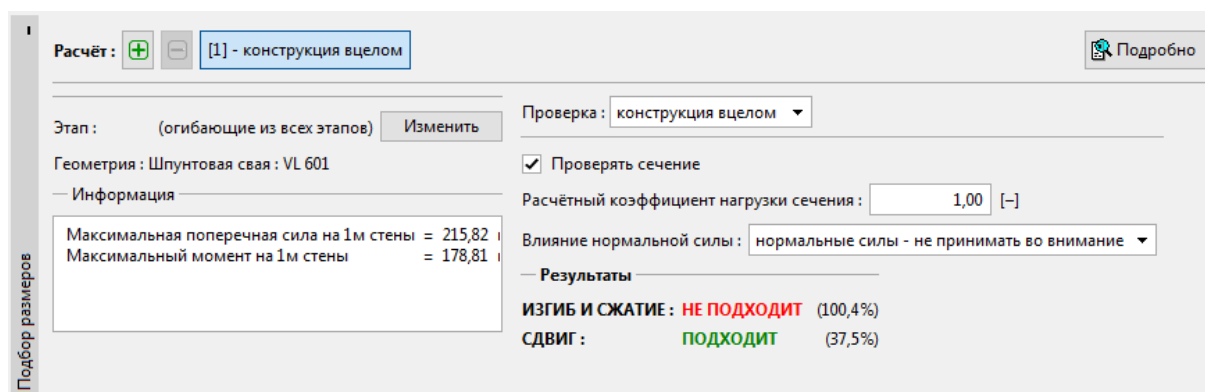 Расчёт : [1] - конструкция вцелом Подробно
Этап : (огибающие из всех этапов) Изменить
Геометрия : Шпунтовая свая : VL 601
Информация
Максимальная поперечная сила на 1м стены = 215,82
Максимальный момент на 1м стены = 178,81
Проверка : конструкция вцелом
Проверять сечение
Расчётный коэффициент нагрузки сечения : 1,00 [–]
Влияние нормальной силы : нормальные силы - не принимать во внимание
Результаты
ИЗГИБ И СЖАТИЕ : НЕ ПОДХОДИТ (100,4%)
СДВИГ : ПОДХОДИТ (37,5%)
Подбор размеров